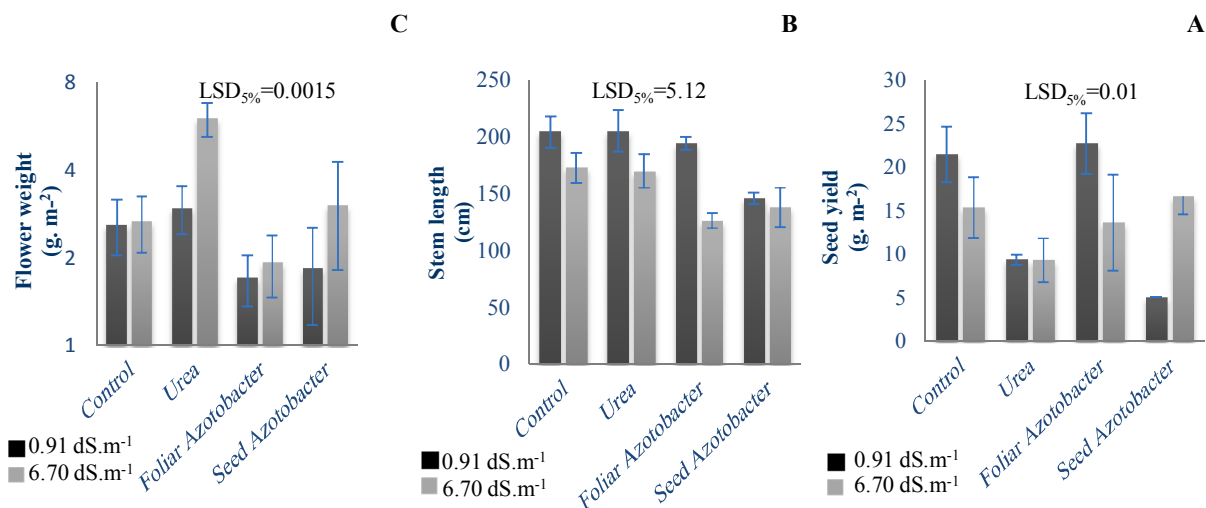 C
LSD5%=0.0015
Flower weight
(g. m-²)
8
4
2
1
Control
Urea
Foliar Azotobacter
Seed Azotobacter
0.91 dS.m-¹
6.70 dS.m-¹
B
LSD5%=5.12
Stem length
(cm)
250
200
150
100
50
0
Control
Urea
Foliar Azotobacter
Seed Azotobacter
0.91 dS.m-¹
6.70 dS.m-¹
A
LSD5%=0.01
Seed yield
(g. m-²)
30
25
20
15
10
5
0
Control
Urea
Foliar Azotobacter
Seed Azotobacter
0.91 dS.m-¹
6.70 dS.m-¹